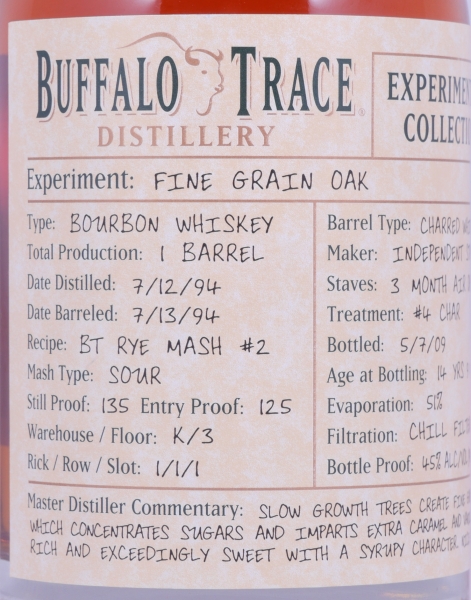 BUFFALO TRACE
DISTILLERY
EXPERIMEN
COLLECTI
Experiment: FINE GRAIN OAK
Type: BOURBON WHISKEY
Total Production: 1 BARREL
Date Distilled: 7/12/94
Date Barreled: 7/13/94
Recipe: BT RYE MASH #2
Mash Type: SOUR
Still Proof: 135 Entry Proof: 125
Warehouse / Floor: K/3
Rick / Row / Slot: 1/1/1
Barrel Type: CHARRED
Maker: INDEPENDENT
Staves: 3 MONTH AIR
Treatment: #4 CHAR
Bottled: 5/7/09
Age at Bottling: 14 YRS
Evaporation: 51%
Filtration: CHILL
Bottle Proof: 45% ALC/
Master Distiller Commentary: SLOW GROWTH TREES CREATE FINE
WHICH CONCENTRATES SUGARS AND IMPARTS EXTRA CARAMEL AND
RICH AND EXCEEDINGLY SWEET WITH A SYRUPY CHARACTER.